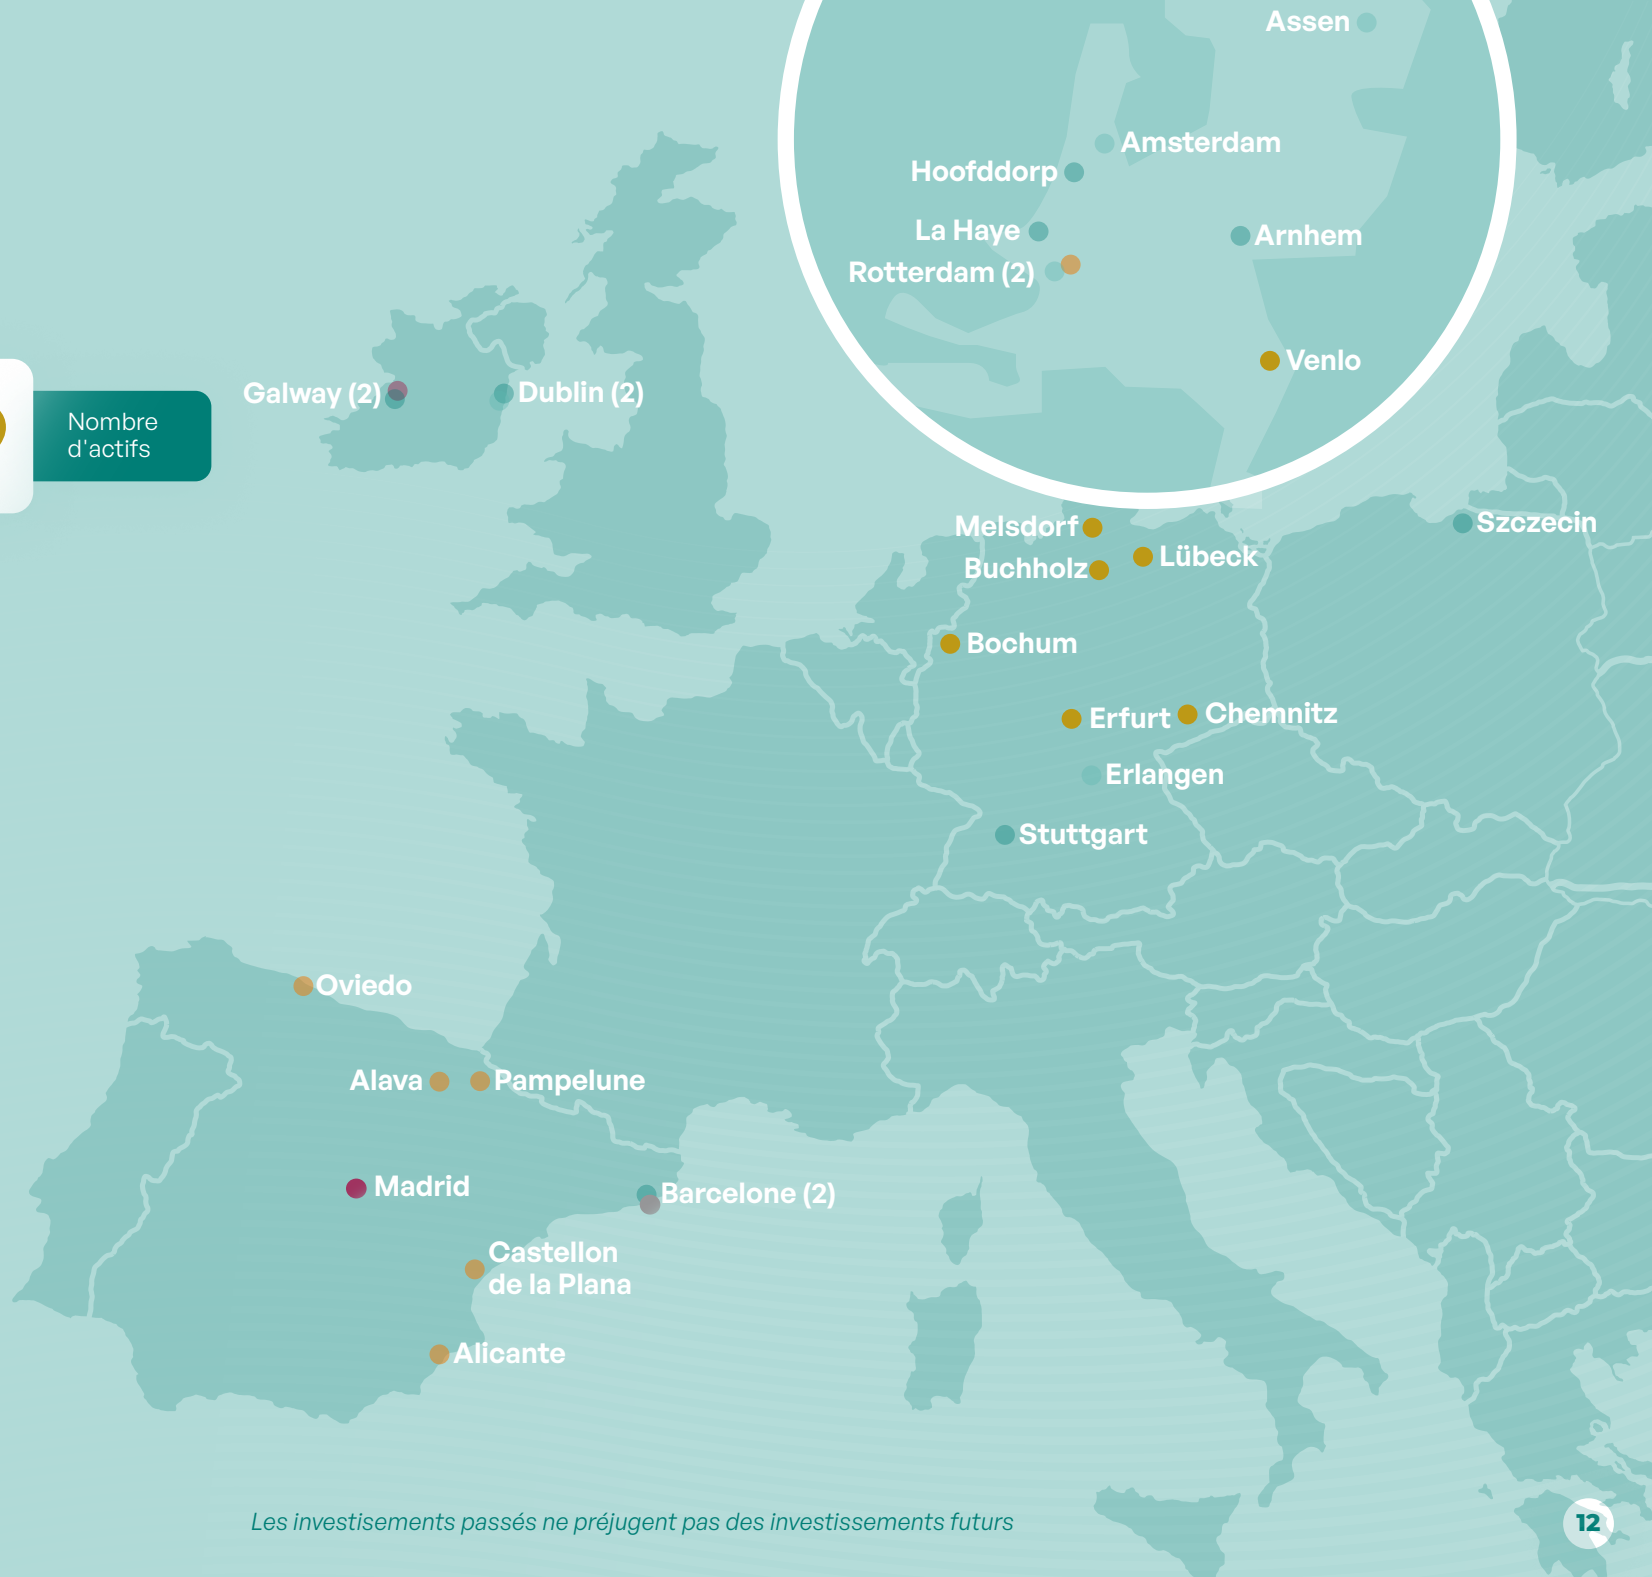 Assen
Amsterdam
Hoofddorp
La Haye
Arnhem
Rotterdam (2)
Venlo
Galway (2)
Dublin (2)
Nombre
d'actifs
Melsdorf
Szczecin
Lübeck
Buchholz
Bochum
Erfurt
Chemnitz
Erlangen
Stuttgart
Oviedo
Alava
Pampelune
Madrid
Barcelone (2)
Castellon
de la Plana
Alicante
Les investisements passés ne préjugent pas des investissements futurs
12